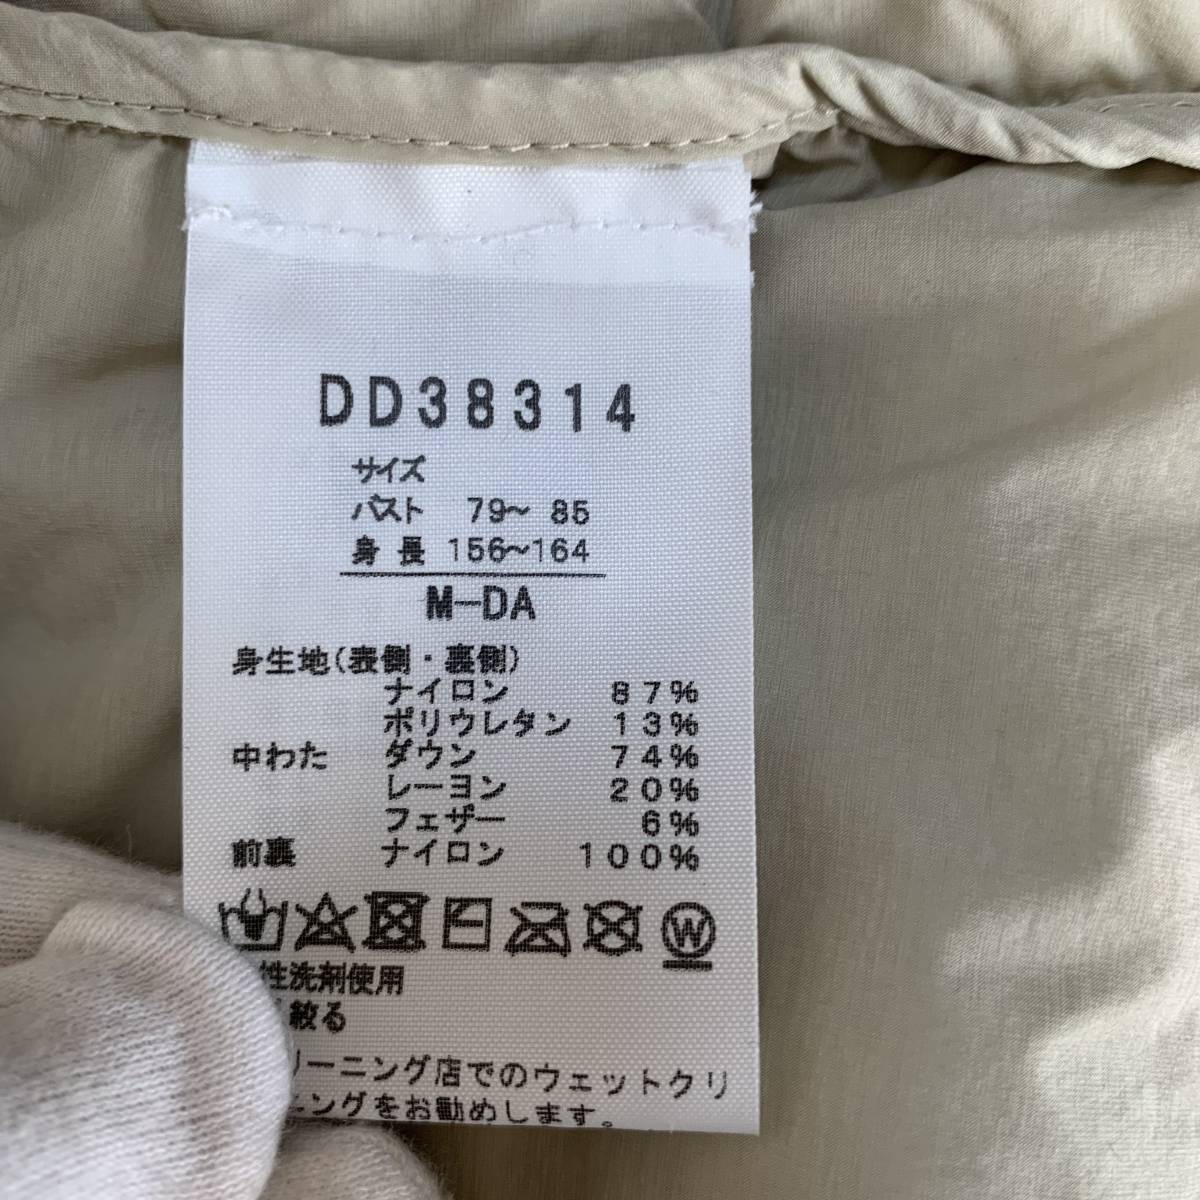 DD38314
サイズ
バスト 79〜 85
身長 156〜164
M-DA
身生地(表側・裏側)
ナイロン 87%
ポリウレタン 13%
中わた ダウン 74%
レーヨン 20%
フェザー 6%
前裏 ナイロン 100%
W
性洗剤使用
絞る
リーニング店でのウェットクリ
ニングをお勧めします。